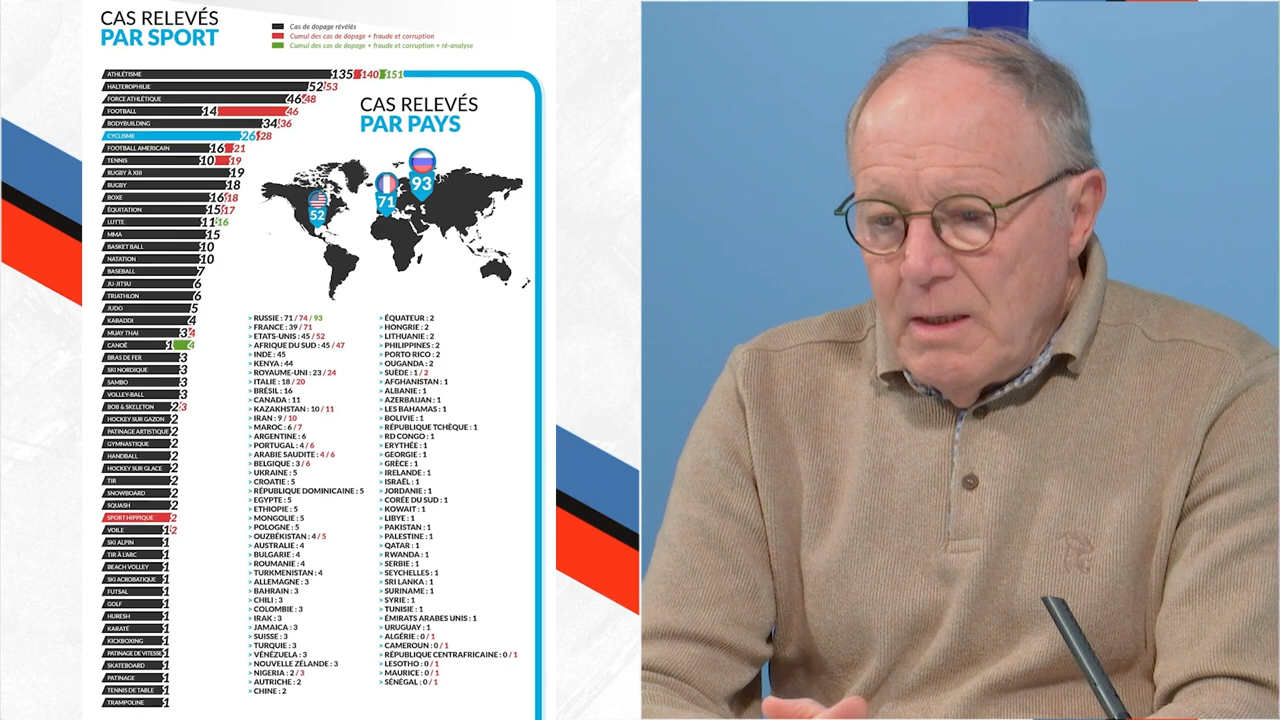 CAS RELEVÉS
PAR SPORT
Cas de dopage révélés
Cumul des cas de dopage + fraude et corruption
Cumul des cas de dopage + fraude et corruption + ré-analyse
ATHLÉTISME 135 140 151
HALTEROPHILIE 52 53
FORCE ATHLÉTIQUE 46 48
FOOTBALL 14 46
BODYBUILDING 34 36
CYCLISME 26 28
FOOTBALL AMERICAIN 16 21
TENNIS 10 19
RUGBY À XIII 19
RUGBY 18
BOXE 16 18
ÉQUITATION 15 17
LUTTE 11 16
MMA 15
BASKET BALL 10
NATATION 10
BASEBALL 7
JU-JITSU 6
TRIATHLON 6
JUDO 5
KABADDI 4
MUAY THAI 3 4
CANOË 1 4
BRAS DE FER 3
SKI NORDIQUE 3
SAMBO 3
VOLLEY-BALL 3
BOB & SKELETON 2 3
HOCKEY SUR GAZON 2
PATINAGE ARTISTIQUE 2
GYMNASTIQUE 2
HANDBALL 2
HOCKEY SUR GLACE 2
TIR 2
SNOWBOARD 2
SQUASH 2
SPORT HIPPIQUE 2
VOILE 1 2
SKI ALPIN 1
TIR À L'ARC 1
BEACH VOLLEY 1
SKI ACROBATIQUE 1
FUTSAL 1
GOLF 1
HURESH 1
KARATÉ 1
KICKBOXING 1
PATINAGE DE VITESSE 1
SKATEBOARD 1
PATINAGE 1
TENNIS DE TABLE 1
TRAMPOLINE 1
CAS RELEVÉS
PAR PAYS
52
71
93
> RUSSIE : 71 / 74 / 93
> FRANCE : 39 / 71
> ETATS-UNIS : 45 / 52
> AFRIQUE DU SUD : 45 / 47
> INDE : 45
> KENYA : 44
> ROYAUME-UNI : 23 / 24
> ITALIE : 18 / 20
> BRÉSIL : 16
> CANADA : 11
> KAZAKHSTAN : 10 / 11
> IRAN : 9 / 10
> MAROC : 6 / 7
> ARGENTINE : 6
> PORTUGAL : 4 / 6
> ARABIE SAUDITE : 4 / 6
> BELGIQUE : 3 / 6
> UKRAINE : 5
> CROATIE : 5
> RÉPUBLIQUE DOMINICAINE : 5
> EGYPTE : 5
> ETHIOPIE : 5
> MONGOLIE : 5
> POLOGNE : 5
> OUZBÉKISTAN : 4 / 5
> AUSTRALIE : 4
> BULGARIE : 4
> ROUMANIE : 4
> TURKMENISTAN : 4
> ALLEMAGNE : 3
> BAHRAIN : 3
> CHILI : 3
> COLOMBIE : 3
> IRAK : 3
> JAMAICA : 3
> SUISSE : 3
> TURQUIE : 3
> VÉNÉZUELA : 3
> NOUVELLE ZÉLANDE : 3
> NIGERIA : 2 / 3
> AUTRICHE : 2
> CHINE : 2
> ÉQUATEUR : 2
> HONGRIE : 2
> LITHUANIE : 2
> PHILIPPINES : 2
> PORTO RICO : 2
> OUGANDA : 2
> SUÈDE : 1 / 2
> AFGHANISTAN : 1
> ALBANIE : 1
> AZERBAIJAN : 1
> LES BAHAMAS : 1
> BOLIVIE : 1
> RÉPUBLIQUE TCHÈQUE : 1
> RD CONGO : 1
> ERYTHÉE : 1
> GEORGIE : 1
> GRÈCE : 1
> IRELANDE : 1
> ISRAËL : 1
> JORDANIE : 1
> CORÉE DU SUD : 1
> KOWAIT : 1
> LIBYE : 1
> PAKISTAN : 1
> PALESTINE : 1
> QATAR : 1
> RWANDA : 1
> SERBIE : 1
> SEYCHELLES : 1
> SRI LANKA : 1
> SURINAME : 1
> SYRIE : 1
> TUNISIE : 1
> ÉMIRATS ARABES UNIS : 1
> URUGUAY : 1
> ALGÉRIE : 0 / 1
> CAMEROUN : 0 / 1
> RÉPUBLIQUE CENTRAFRICAINE : 0 / 1
> LESOTHO : 0 / 1
> MAURICE : 0 / 1
> SÉNÉGAL : 0 / 1